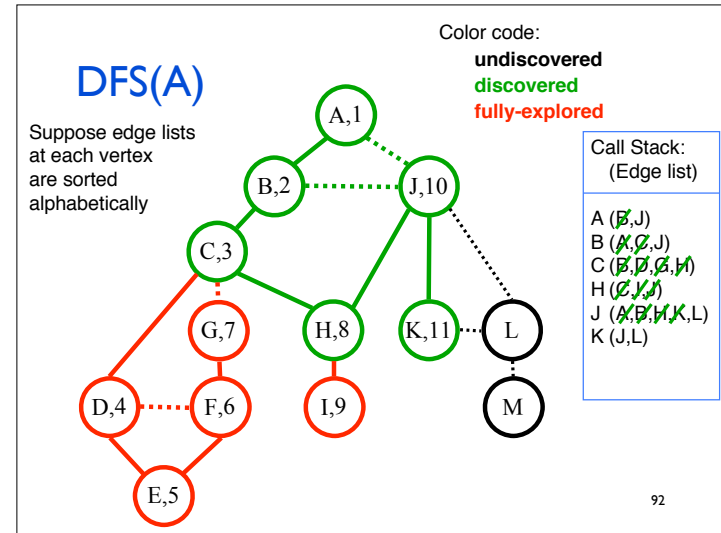 Color code:
undiscovered
discovered
fully-explored
DFS(A)
Suppose edge lists
at each vertex
are sorted
alphabetically
A,1
B,2
J,10
C,3
G,7
H,8
K,11
L
D,4
F,6
I,9
M
E,5
Call Stack:
(Edge list)
A (B,J)
B (A,C,J)
C (B,D,G,H)
H (C,I,J)
J (A,B,H,K,L)
K (J,L)
92